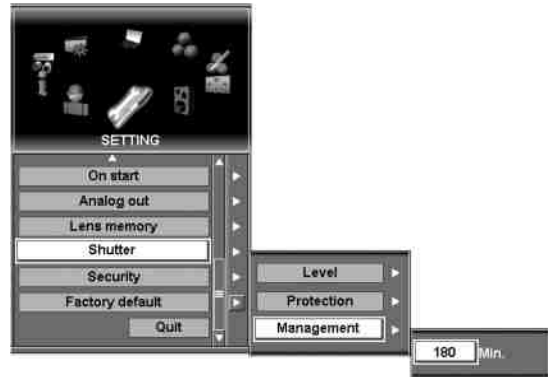 SETTING
On start
Analog out
Lens memory
Shutter
Security
Factory default
Quit
Level
Protection
Management
180 Min.